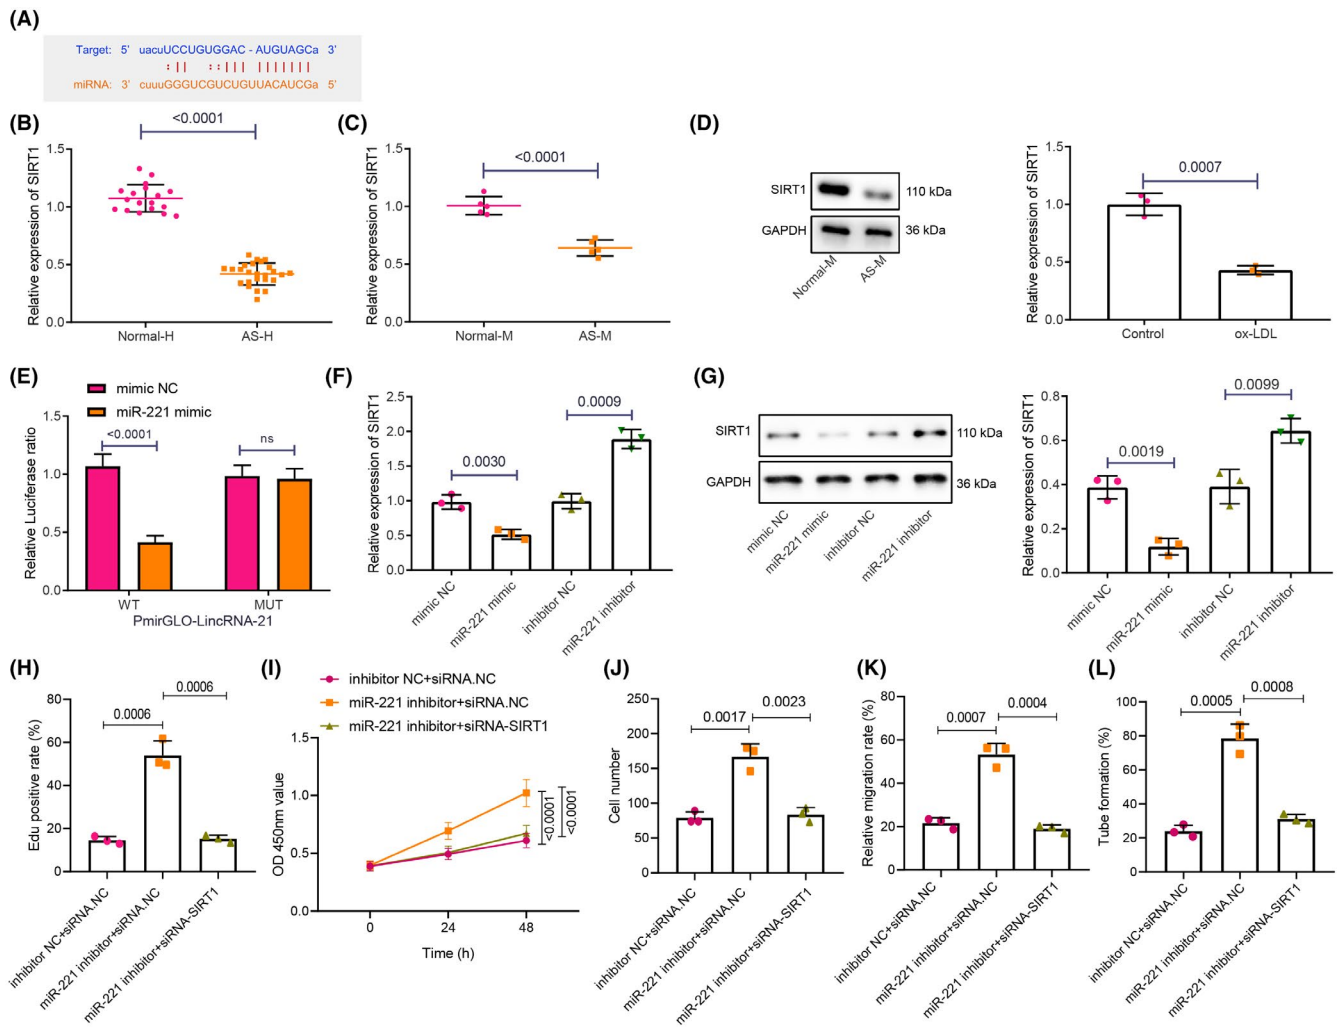 (A)
Target: 5' uacuUCCUGUGGAC - AUGUAGCa 3'
miRNA: 3' cuuuGGGUCGUCUGUUACAUCGa 5'
(B)
<0.0001
Relative expression of SIRT1
1.5
1.0
0.5
0.0
Normal-H
AS-H
(C)
<0.0001
Relative expression of SIRT1
1.5
1.0
0.5
0.0
Normal-M
AS-M
(D)
SIRT1
110 kDa
GAPDH
36 kDa
Normal-M
AS-M
Relative expression of SIRT1
1.5
1.0
0.5
0.0
0.0007
Control
ox-LDL
(E)
mimic NC
miR-221 mimic
Relative Luciferase ratio
1.5
1.0
0.5
0.0
<0.0001
ns
WT
MUT
PmirGLO-LincRNA-21
(F)
Relative expression of SIRT1
2.5
2.0
1.5
1.0
0.5
0.0
0.0030
0.0009
mimic NC
miR-221 mimic
inhibitor NC
miR-221 inhibitor
(G)
SIRT1
110 kDa
GAPDH
36 kDa
mimic NC
miR-221 mimic
inhibitor NC
miR-221 inhibitor
Relative expression of SIRT1
0.8
0.6
0.4
0.2
0.0
0.0019
0.0099
mimic NC
miR-221 mimic
inhibitor NC
miR-221 inhibitor
(H)
Edu positive rate (%)
80
60
40
20
0
0.0006
0.0006
inhibitor NC+siRNA.NC
miR-221 inhibitor+siRNA.NC
miR-221 inhibitor+siRNA-SIRT1
(I)
inhibitor NC+siRNA.NC
miR-221 inhibitor+siRNA.NC
miR-221 inhibitor+siRNA-SIRT1
OD 450nm value
1.5
1.0
0.5
0.0
<0.0001
<0.0001
0
24
48
Time (h)
(J)
Cell number
250
200
150
100
50
0
0.0017
0.0023
inhibitor NC+siRNA.NC
miR-221 inhibitor+siRNA.NC
miR-221 inhibitor+siRNA-SIRT1
(K)
Relative migration rate (%)
80
60
40
20
0
0.0007
0.0004
inhibitor NC+siRNA.NC
miR-221 inhibitor+siRNA.NC
miR-221 inhibitor+siRNA-SIRT1
(L)
Tube formation (%)
100
80
60
40
20
0
0.0005
0.0008
inhibitor NC+siRNA.NC
miR-221 inhibitor+siRNA.NC
miR-221 inhibitor+siRNA-SIRT1